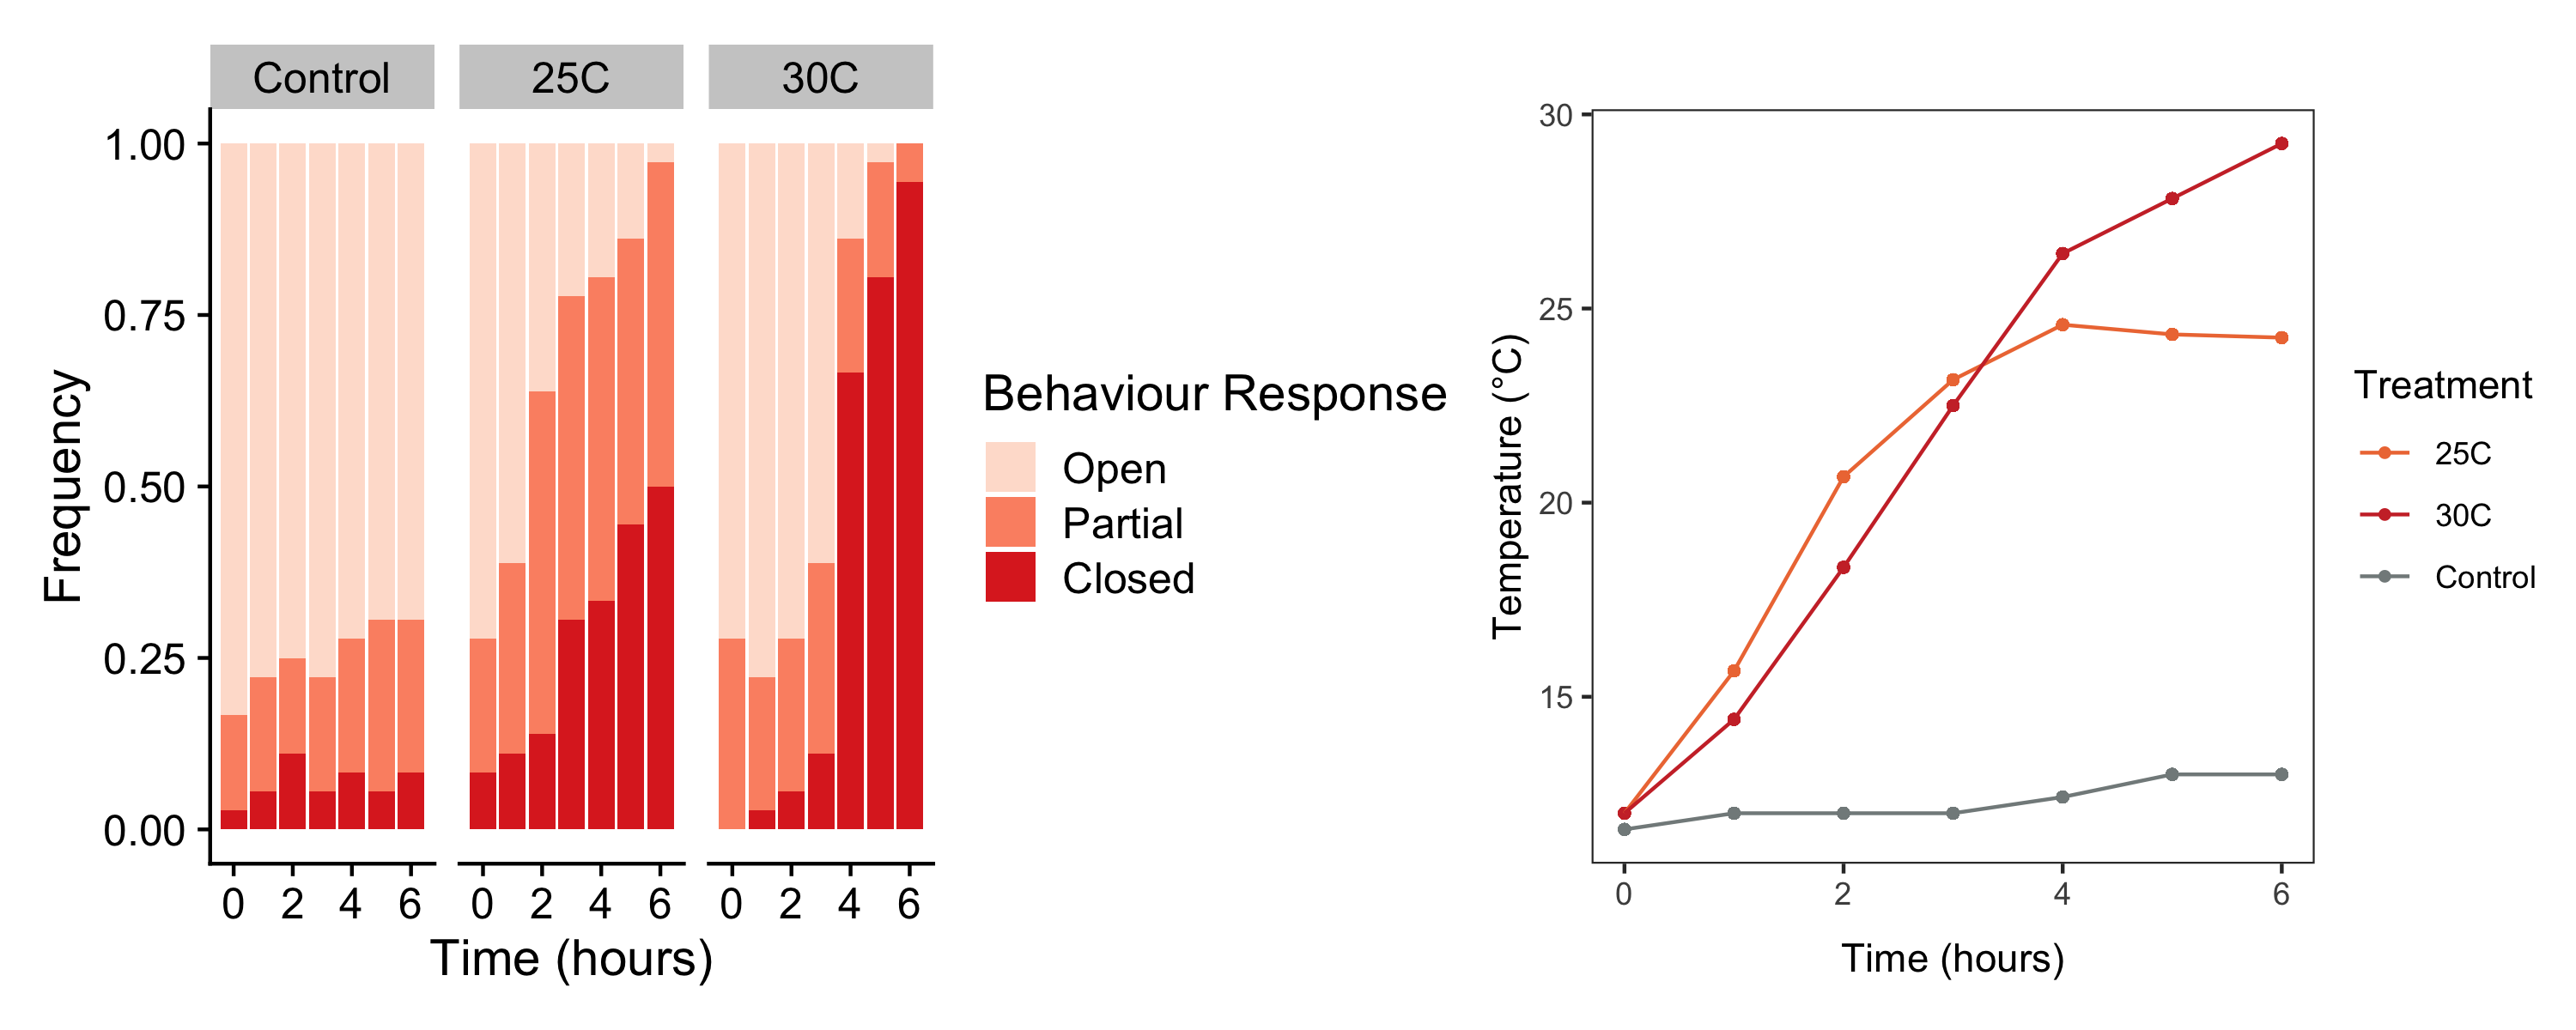 Control 25C 30C
1.00
0.75
0.50
0.25
0.00
Frequency
0 2 4 6 0 2 4 6 0 2 4 6
Time (hours)
Behaviour Response
Open
Partial
Closed
30
25
20
15
Temperature (°C)
0 2 4 6
Time (hours)
Treatment
25C
30C
Control